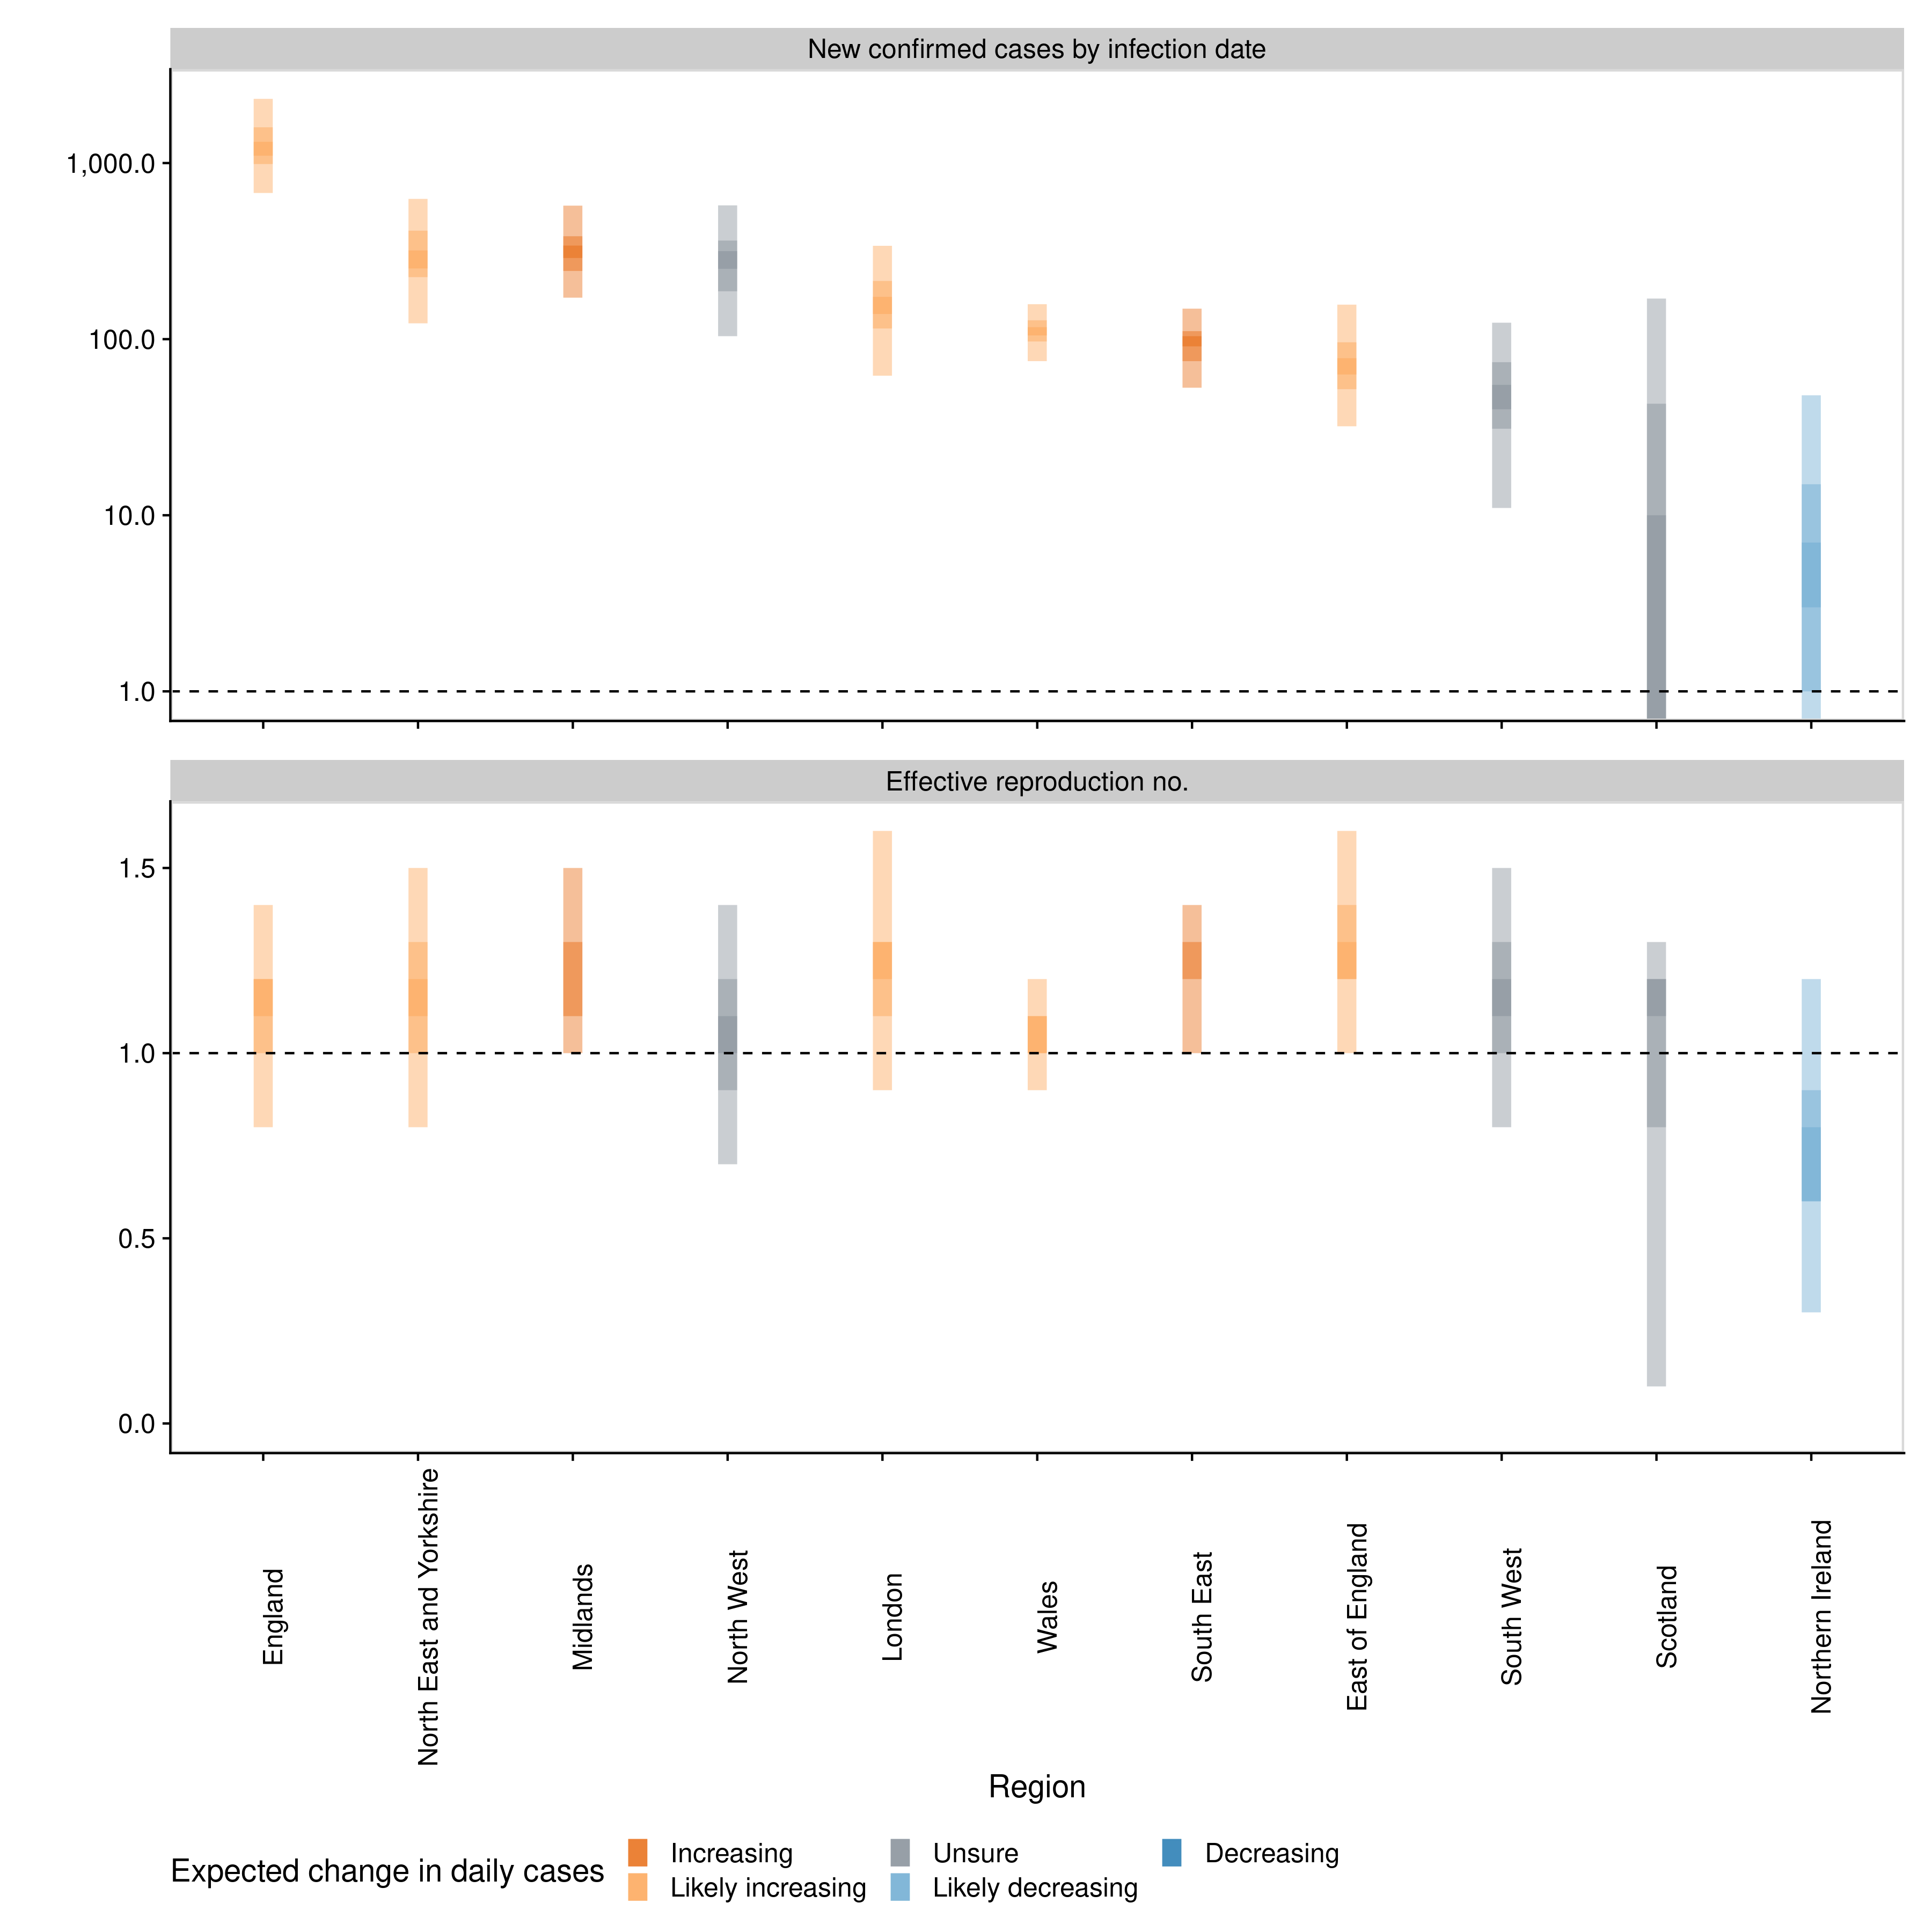 New confirmed cases by infection date
1,000.0
100.0
10.0
1.0
Effective reproduction no.
1.5
1.0
0.5
0.0
England
North East and Yorkshire
Midlands
North West
London
Wales
South East
East of England
South West
Scotland
Northern Ireland
Region
Expected change in daily cases
Increasing
Likely increasing
Unsure
Likely decreasing
Decreasing